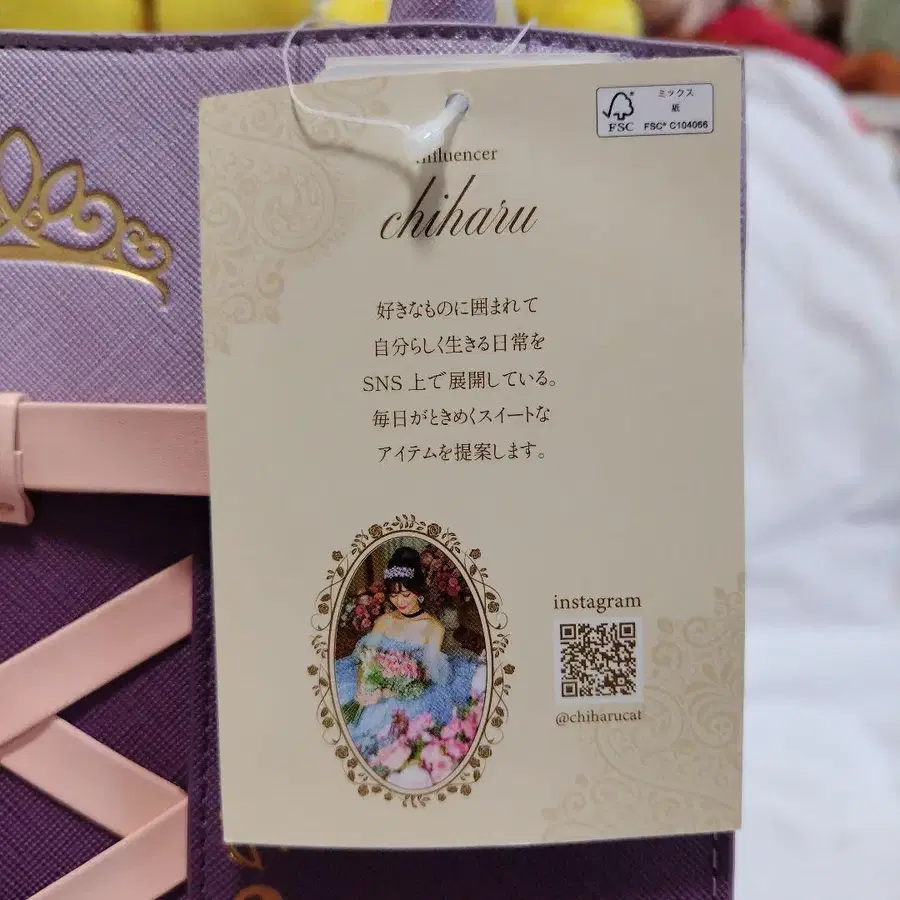 ミックス
紙
FSC
FSC® C104066
influencer
chiharu
好きなものに囲まれて
自分らしく生きる日常を
SNS 上で展開している。
毎日がときめくスイートな
アイテムを提案します。
instagram
@chiharucat